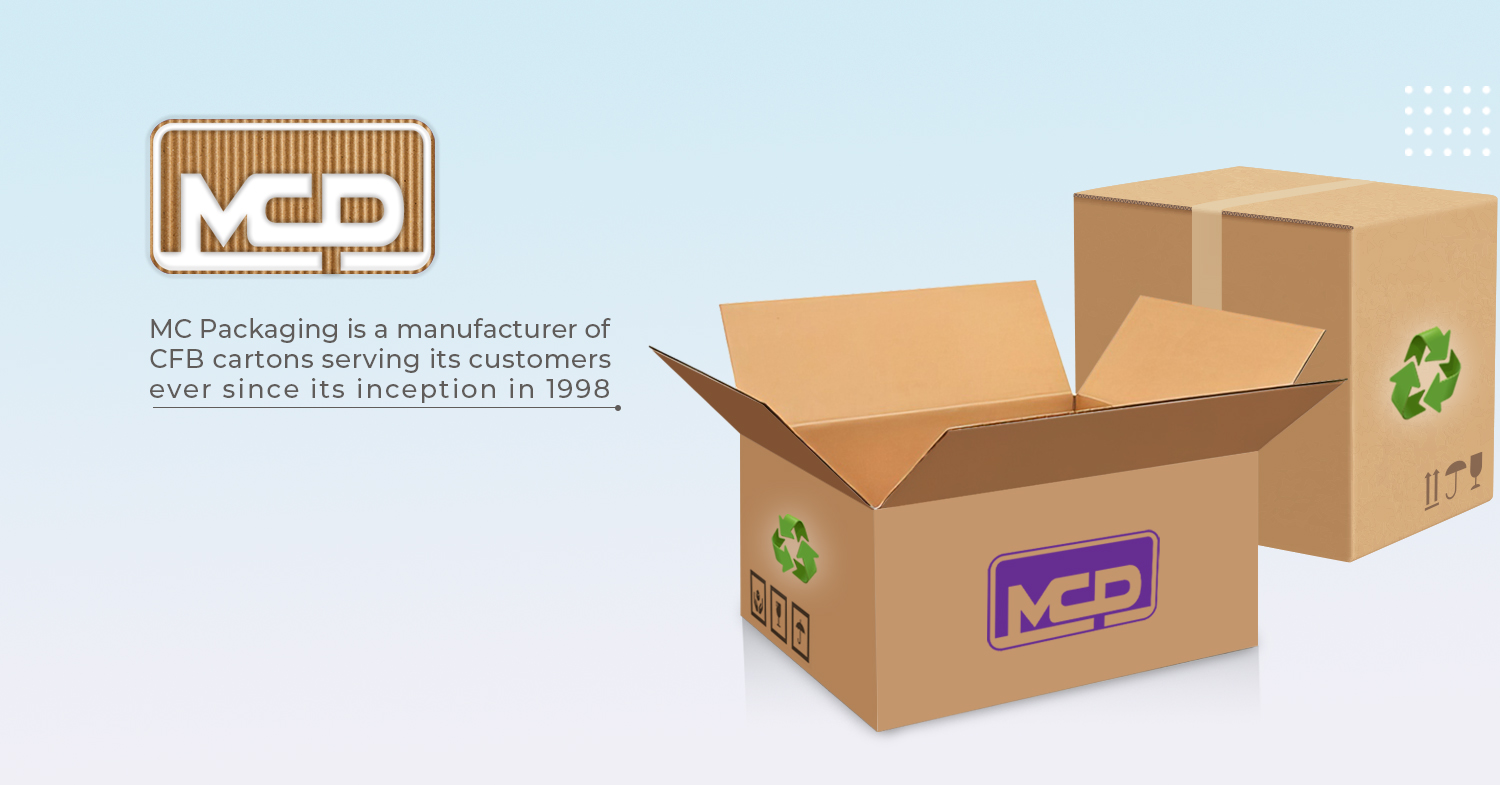 MCP
MC Packaging is a manufacturer of
CFB cartons serving its customers
ever since its inception in 1998
MCP